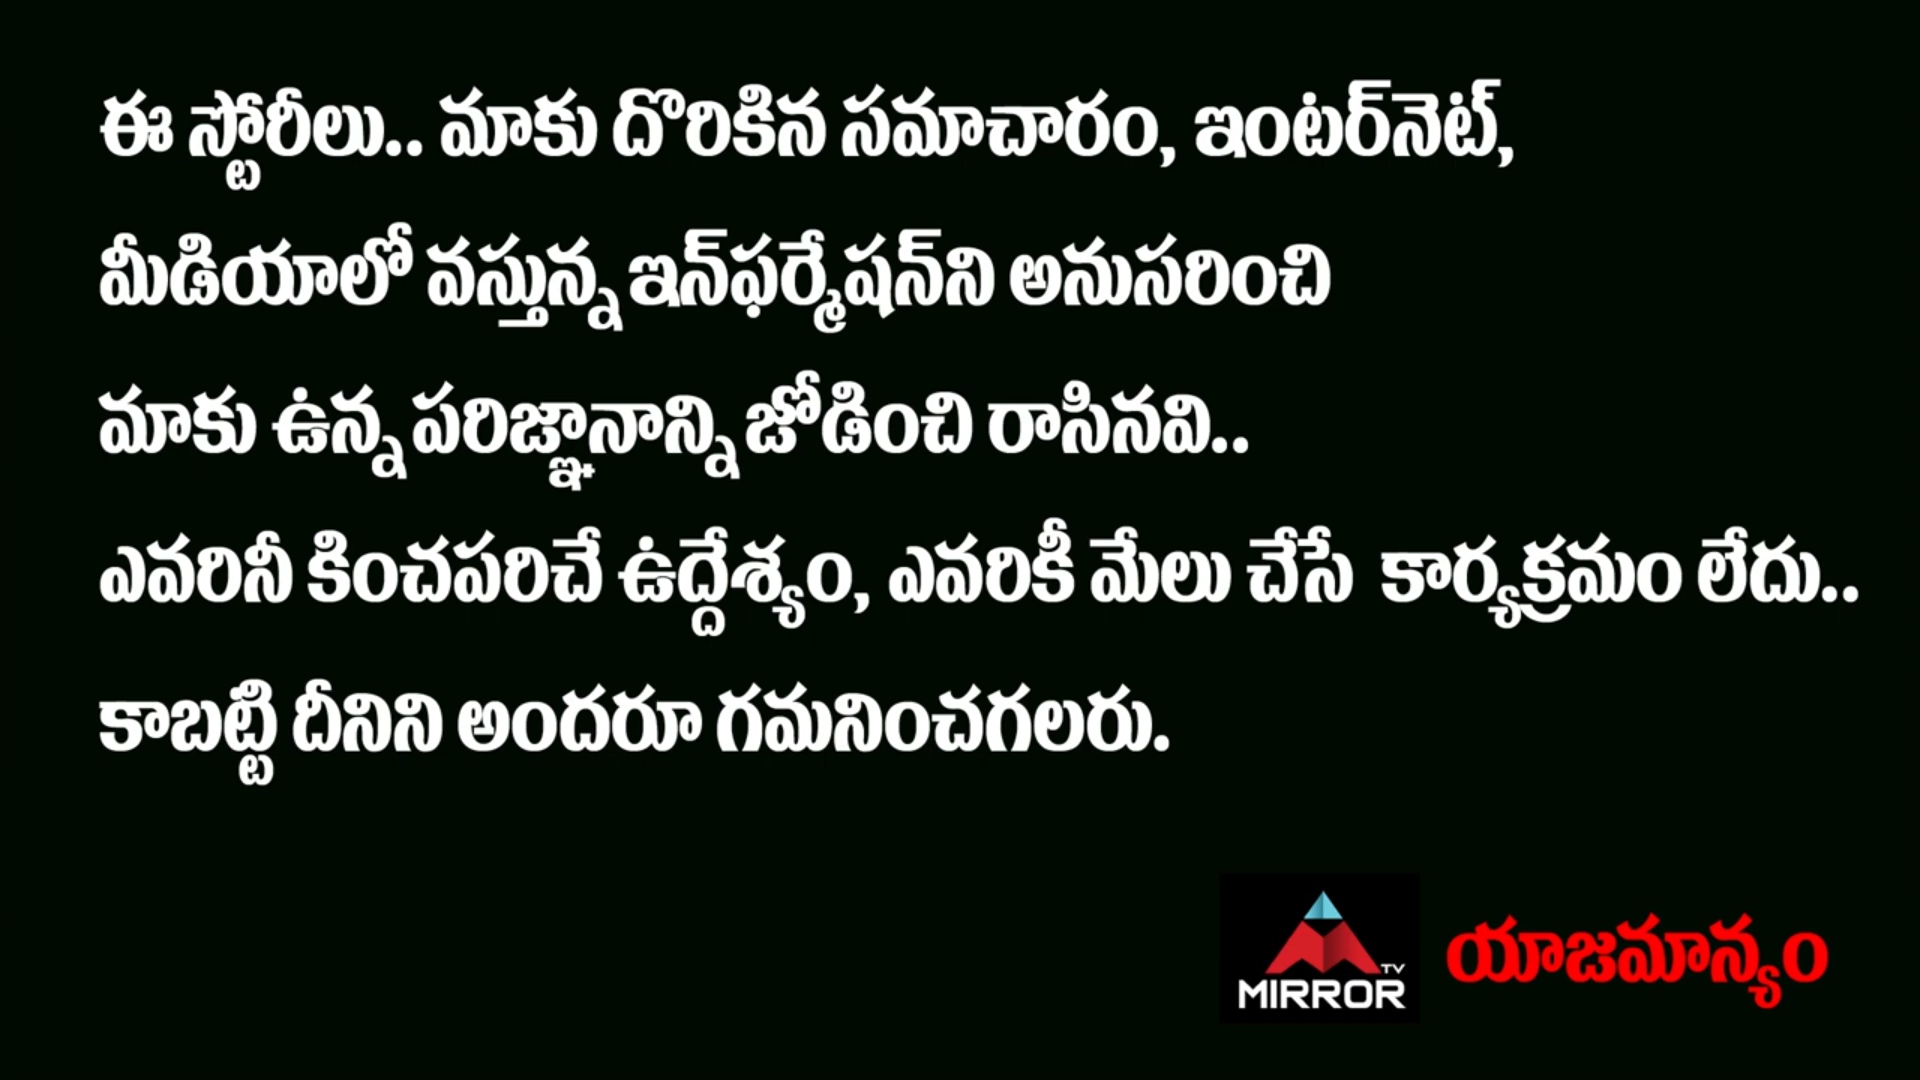 ఈ స్టోరీలు.. మాకు దొరికిన సమాచారం, ఇంటర్‌నెట్,
మీడియాలో వస్తున్న ఇన్‌ఫర్మేషన్‌ని అనుసరించి
మాకు ఉన్న పరిజ్ఞానాన్ని జోడించి రాసినవి..
ఎవరినీ కించపరిచే ఉద్దేశ్యం, ఎవరికీ మేలు చేసే కార్యక్రమం లేదు..
కాబట్టి దీనిని అందరూ గమనించగలరు.
TV
MIRROR
యాజమాన్యం